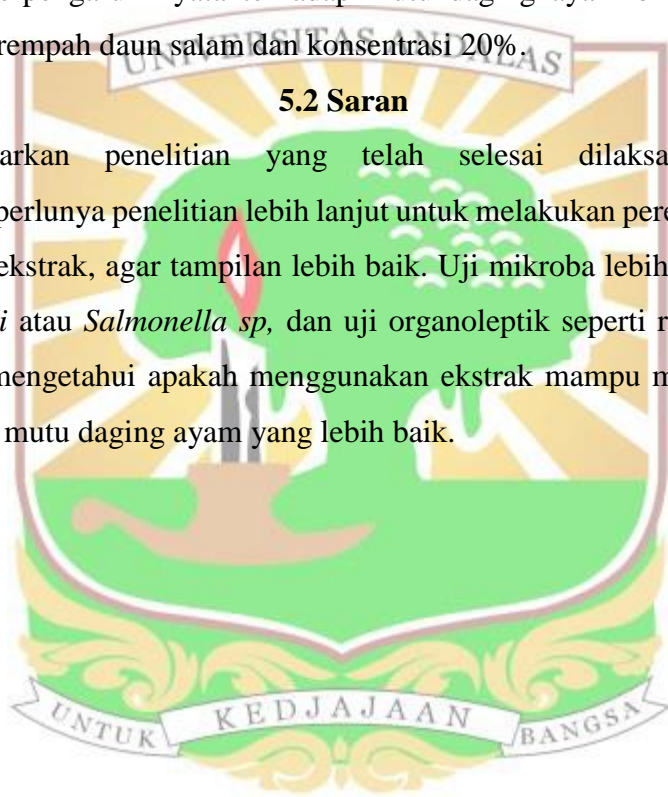 rempah daun salam dan konsentrasi 20%.
UNIVERSITAS ANDALAS
5.2 Saran
arkan penelitian yang telah selesai dilaksa
perlunya penelitian lebih lanjut untuk melakukan pere
ekstrak, agar tampilan lebih baik. Uji mikroba lebih
i atau Salmonella sp, dan uji organoleptik seperti r
mengetahui apakah menggunakan ekstrak mampu m
mutu daging ayam yang lebih baik.
UNTUK KEDJAJAAN BANGSA